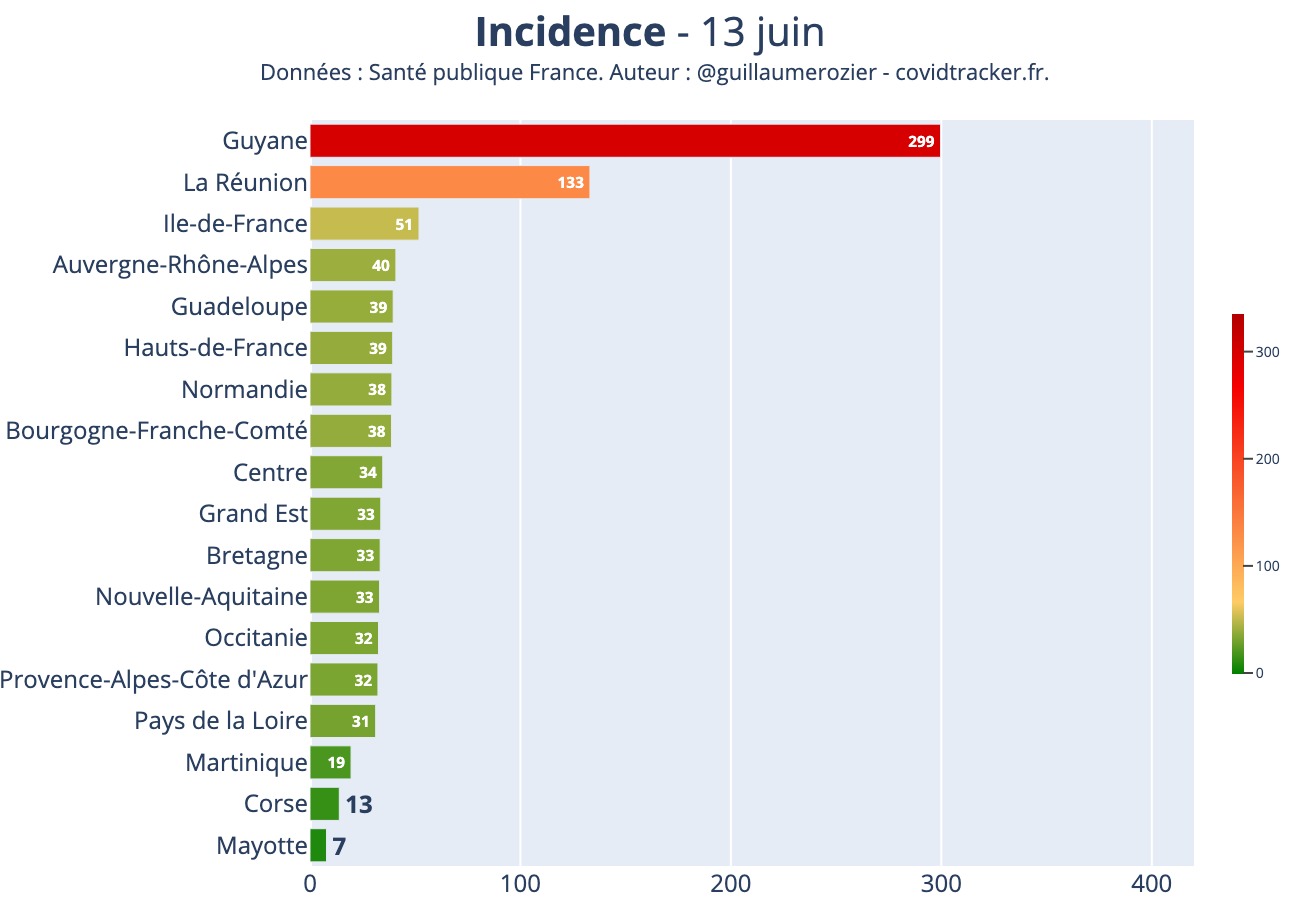 Incidence - 13 juin
Données : Santé publique France. Auteur : @guillaumerozier - covidtracker.fr.
Guyane 299
La Réunion 133
Ile-de-France 51
Auvergne-Rhône-Alpes 40
Guadeloupe 39
Hauts-de-France 39
Normandie 38
Bourgogne-Franche-Comté 38
Centre 34
Grand Est 33
Bretagne 33
Nouvelle-Aquitaine 33
Occitanie 32
Provence-Alpes-Côte d'Azur 32
Pays de la Loire 31
Martinique 19
Corse 13
Mayotte 7
0 100 200 300 400
300
200
100
0